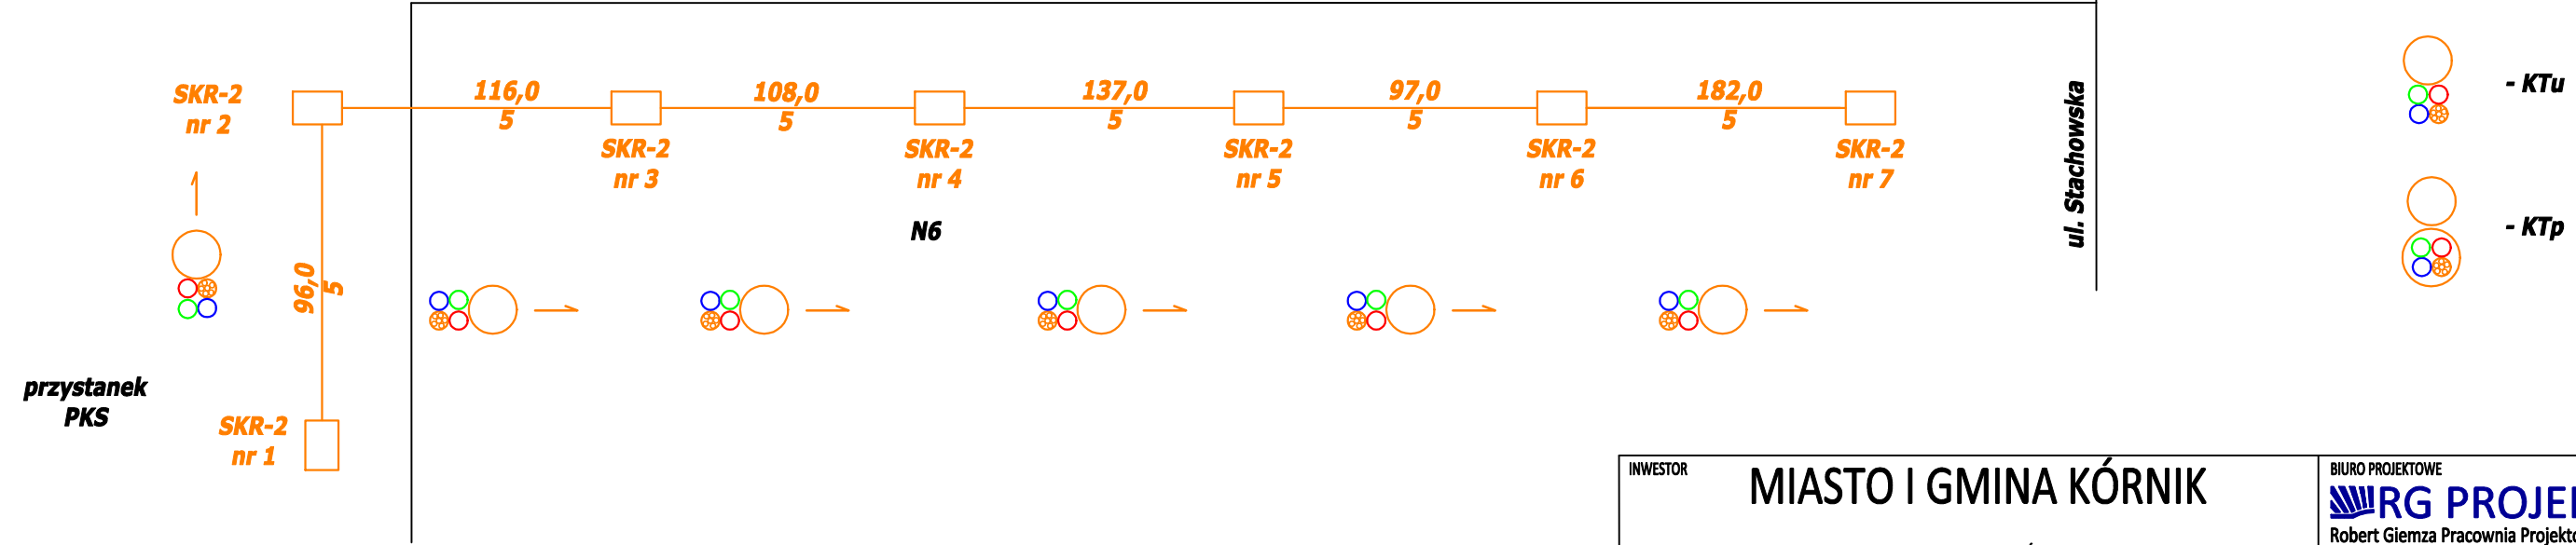 SKR-2
nr 2
116,0
5
108,0
5
137,0
5
97,0
5
182,0
5
SKR-2
nr 3
SKR-2
nr 4
SKR-2
nr 5
SKR-2
nr 6
SKR-2
nr 7
ul. Stachowska
- KTu
- KTp
N6
96,0
5
przystanek
PKS
SKR-2
nr 1
INWESTOR
MIASTO I GMINA KÓRNIK
BIURO PROJEKTOWE
RG PROJE
Robert Giemza Pracownia Projekto